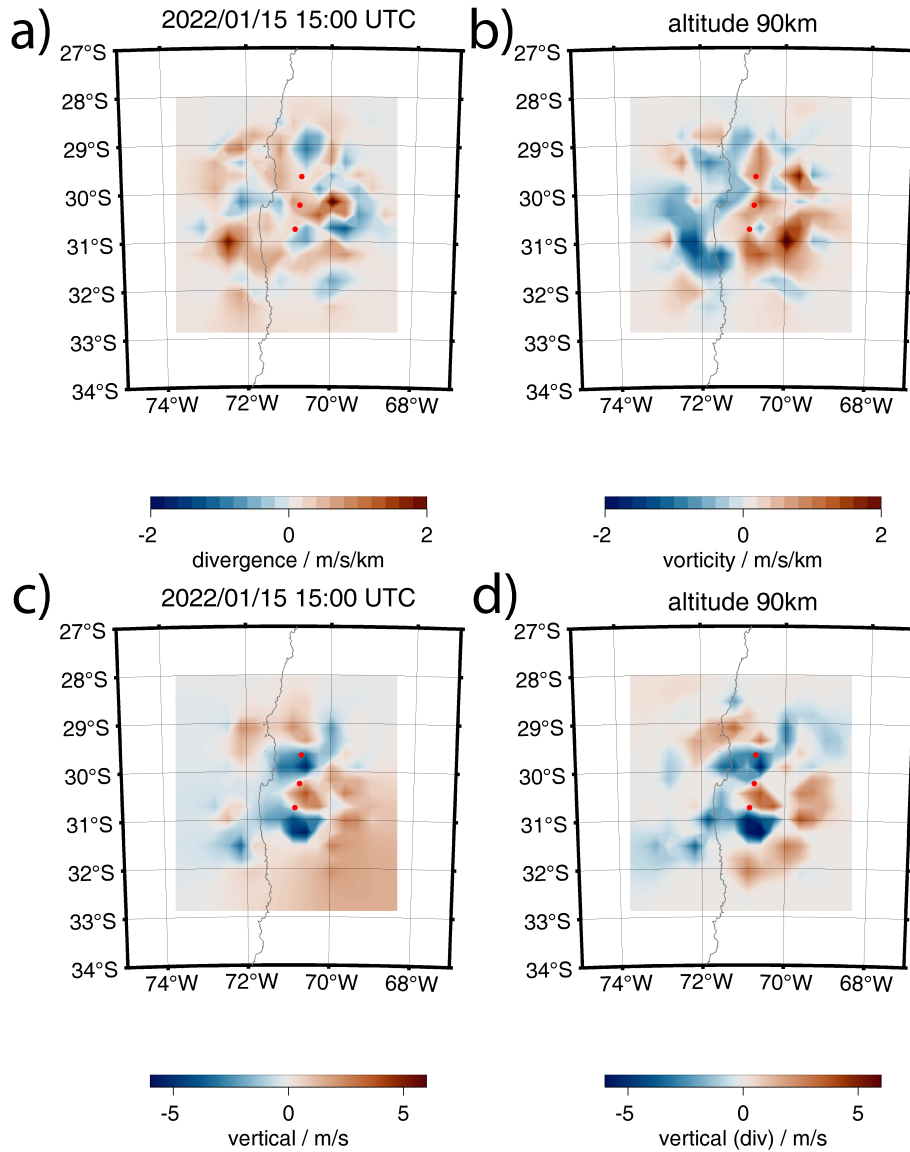 a) 2022/01/15 15:00 UTC
b) altitude 90km
27°S
28°S
29°S
30°S
31°S
32°S
33°S
34°S
74°W 72°W 70°W 68°W
27°S
28°S
29°S
30°S
31°S
32°S
33°S
34°S
74°W 72°W 70°W 68°W
-2 0 2
divergence / m/s/km
-2 0 2
vorticity / m/s/km
c) 2022/01/15 15:00 UTC
d) altitude 90km
27°S
28°S
29°S
30°S
31°S
32°S
33°S
34°S
74°W 72°W 70°W 68°W
27°S
28°S
29°S
30°S
31°S
32°S
33°S
34°S
74°W 72°W 70°W 68°W
-5 0 5
vertical / m/s
-5 0 5
vertical (div) / m/s